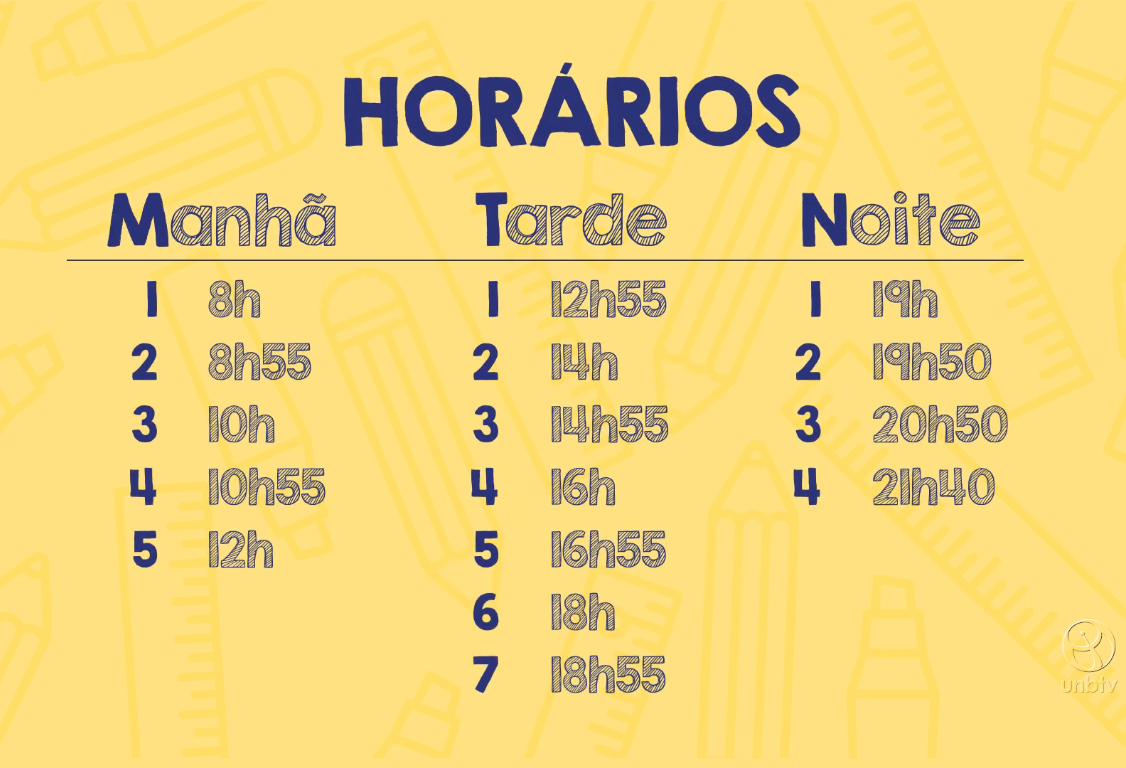 HORÁRIOS
Manhã Tarde Noite
1 8h 1 12h55 1 19h
2 8h55 2 14h 2 19h50
3 10h 3 14h55 3 20h50
4 10h55 4 16h 4 21h40
5 12h 5 16h55
6 18h
7 18h55
unbtv